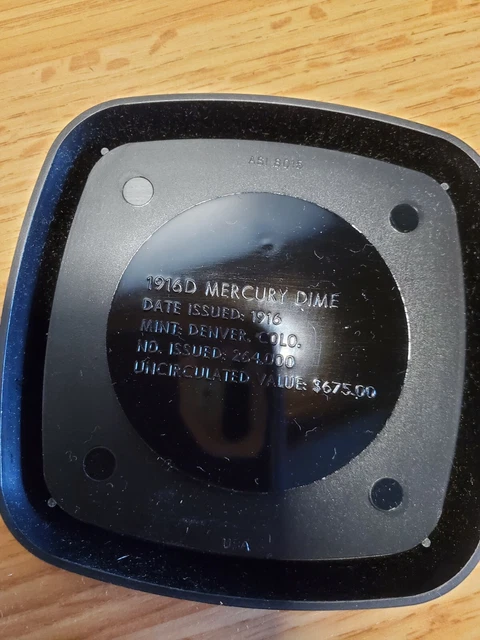 1916D MERCURY DIME
DATE ISSUED: 1916
MINT: DENVER, COLO.
NO. ISSUED: 264,000
UNCIRCULATED VALUE: $675.00
USA